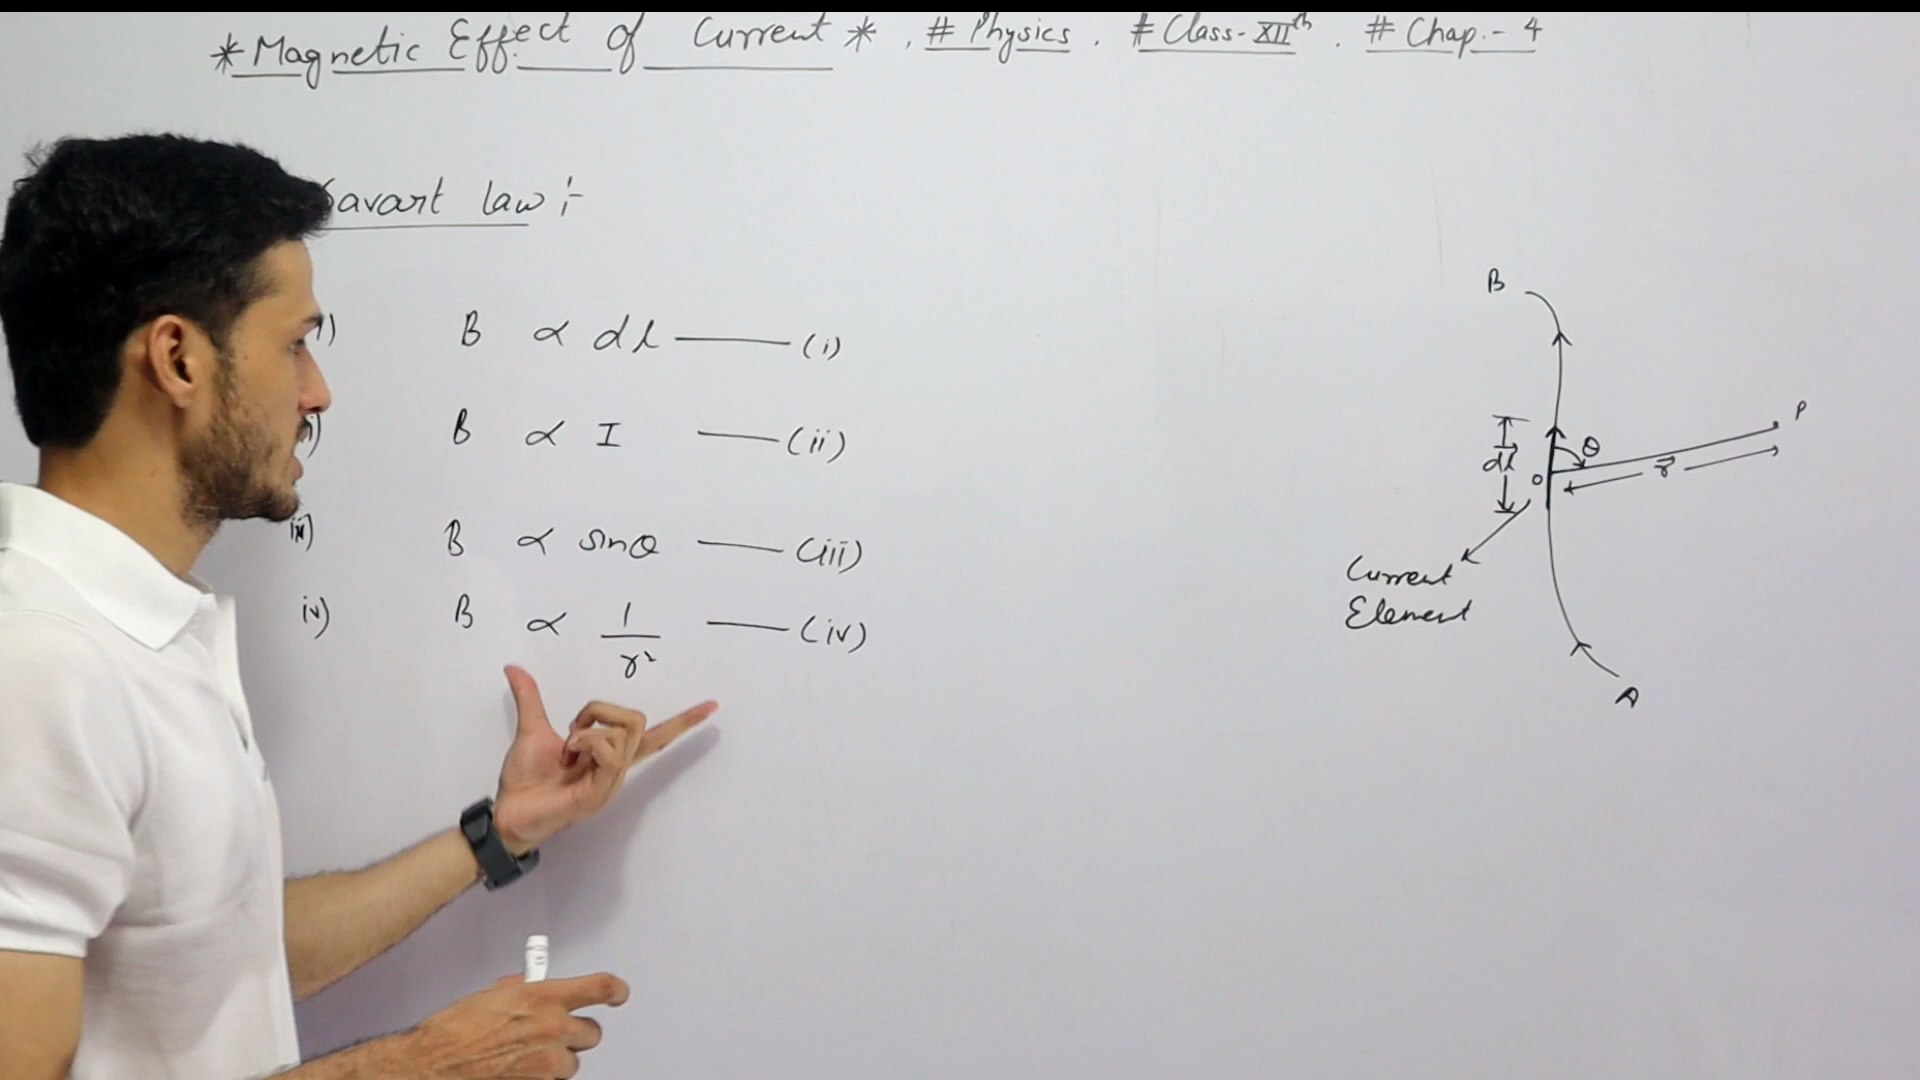 *Magnetic Effect of Current* . # Physics . # Class-XIIth . # Chap.-4
Savart law :-
B ∝ dl —— (i)
B ∝ I —— (ii)
iii) B ∝ sinθ —— (iii)
iv) B ∝ 1/r² —— (iv)
B
P
θ
dl
r
o
Current
Element
A